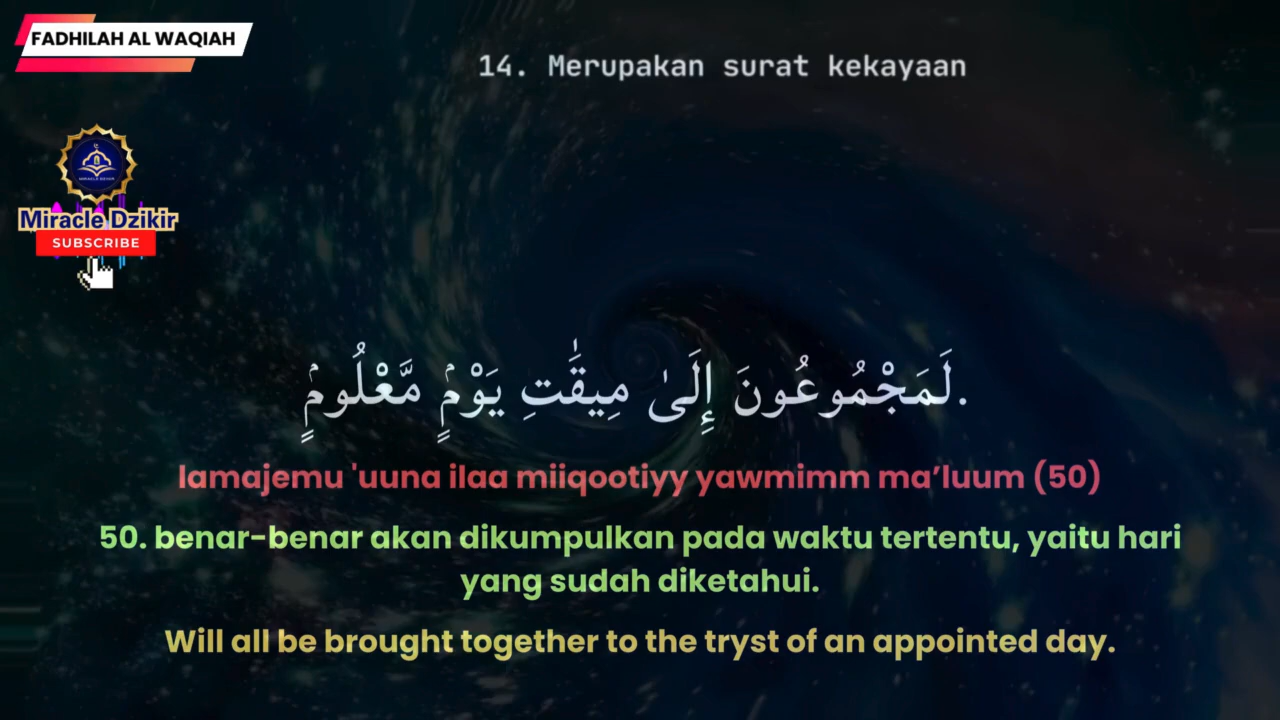 FADHILAH AL WAQIAH
14. Merupakan surat kekayaan
Miracle Dzikir
SUBSCRIBE
لَمَجْمُوعُونَ إِلَىٰ مِيقَٰتِ يَوْمٍۢ مَّعْلُومٍۢ.
lamajemu 'uuna ilaa miiqootiyy yawmimm ma’luum (50)
50. benar-benar akan dikumpulkan pada waktu tertentu, yaitu hari
yang sudah diketahui.
Will all be brought together to the tryst of an appointed day.